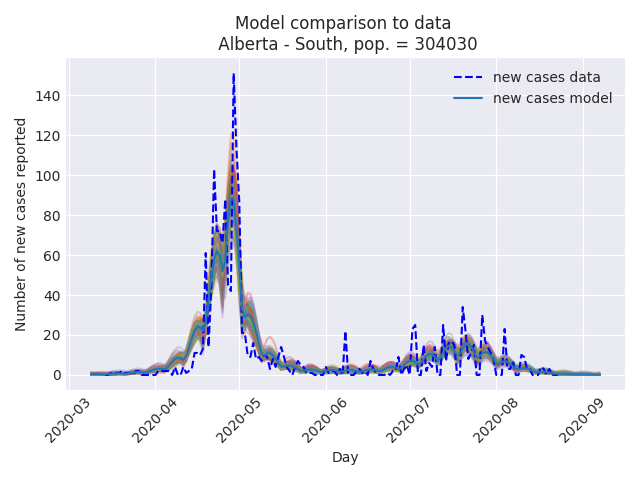 Model comparison to data
Alberta - South, pop. = 304030
new cases data
new cases model
Number of new cases reported
140
120
100
80
60
40
20
0
2020-03
2020-04
2020-05
2020-06
2020-07
2020-08
2020-09
Day